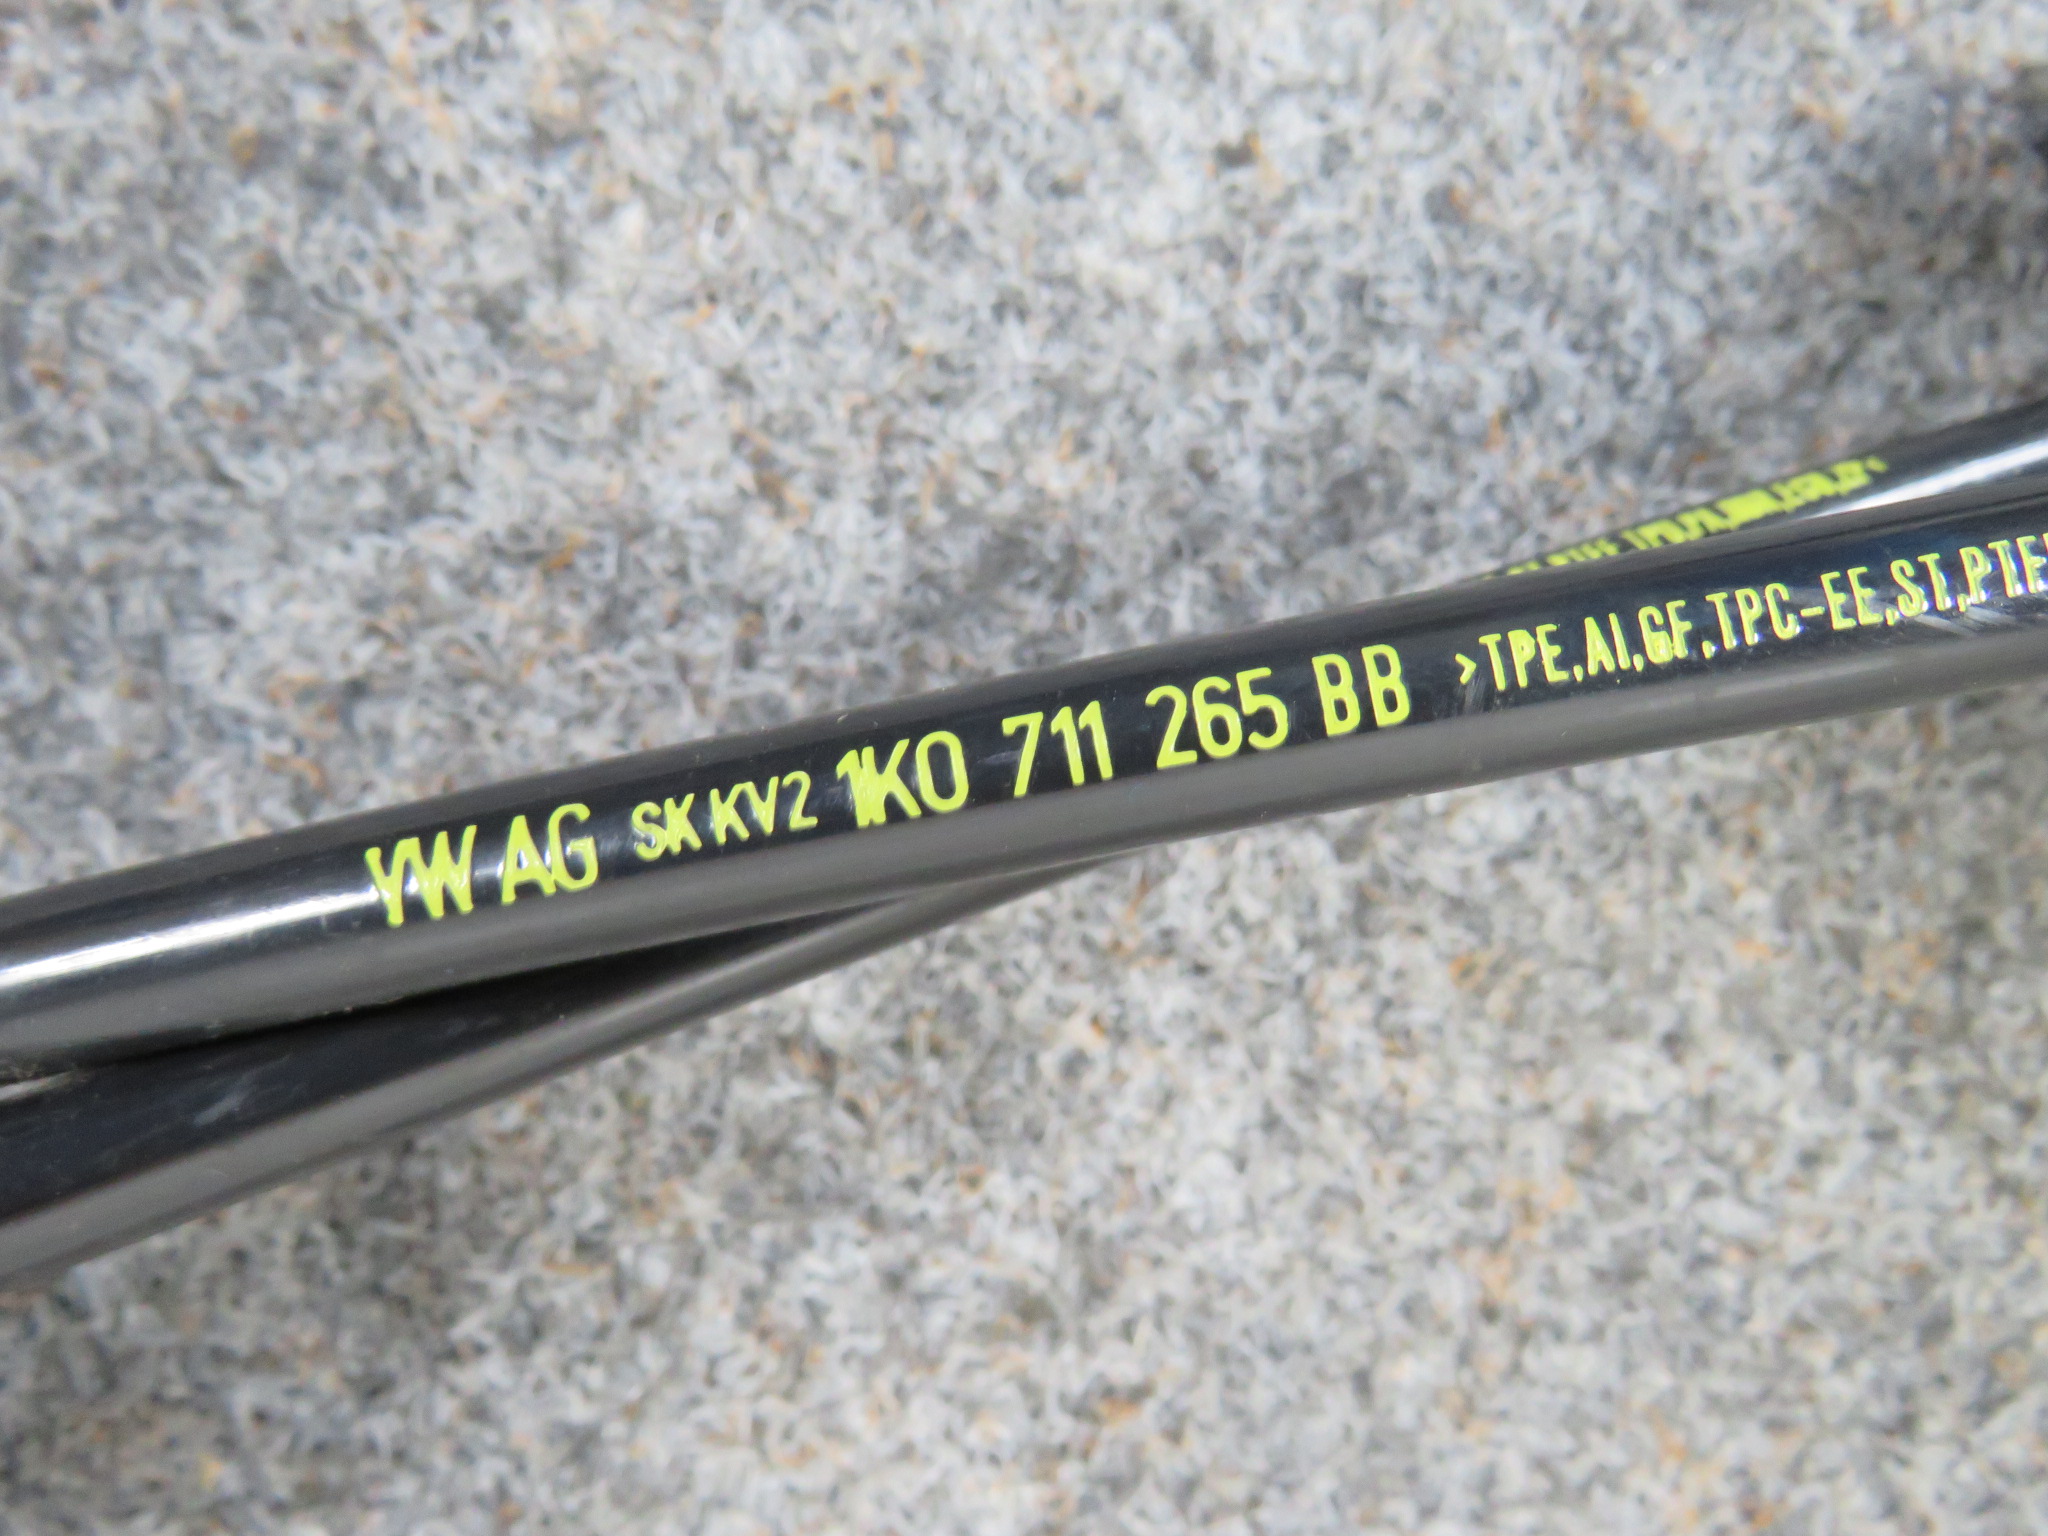 VW AG SK KV2 1K0 711 265 BB >TPE,AI,GF,TPC-EE,ST,PTF